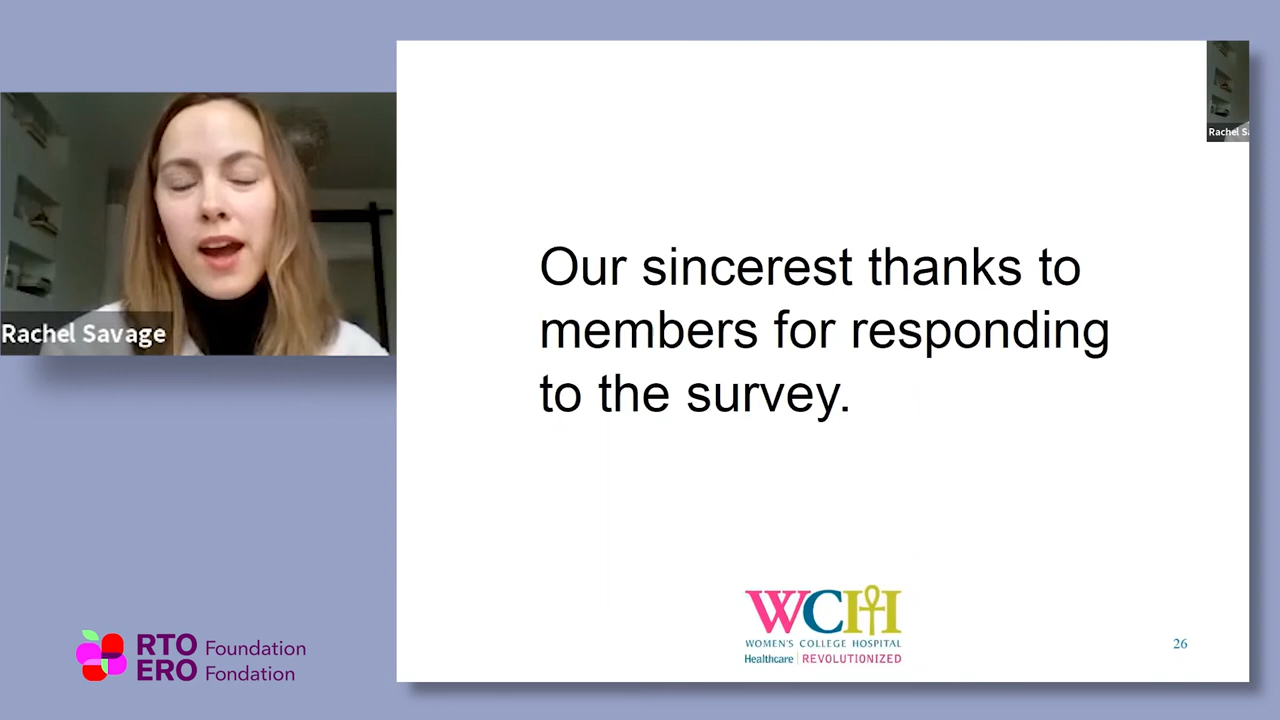 Rachel Savage
Rachel S
Our sincerest thanks to
members for responding
to the survey.
WCH
WOMEN'S COLLEGE HOSPITAL
Healthcare | REVOLUTIONIZED
26
RTO Foundation
ERO Fondation